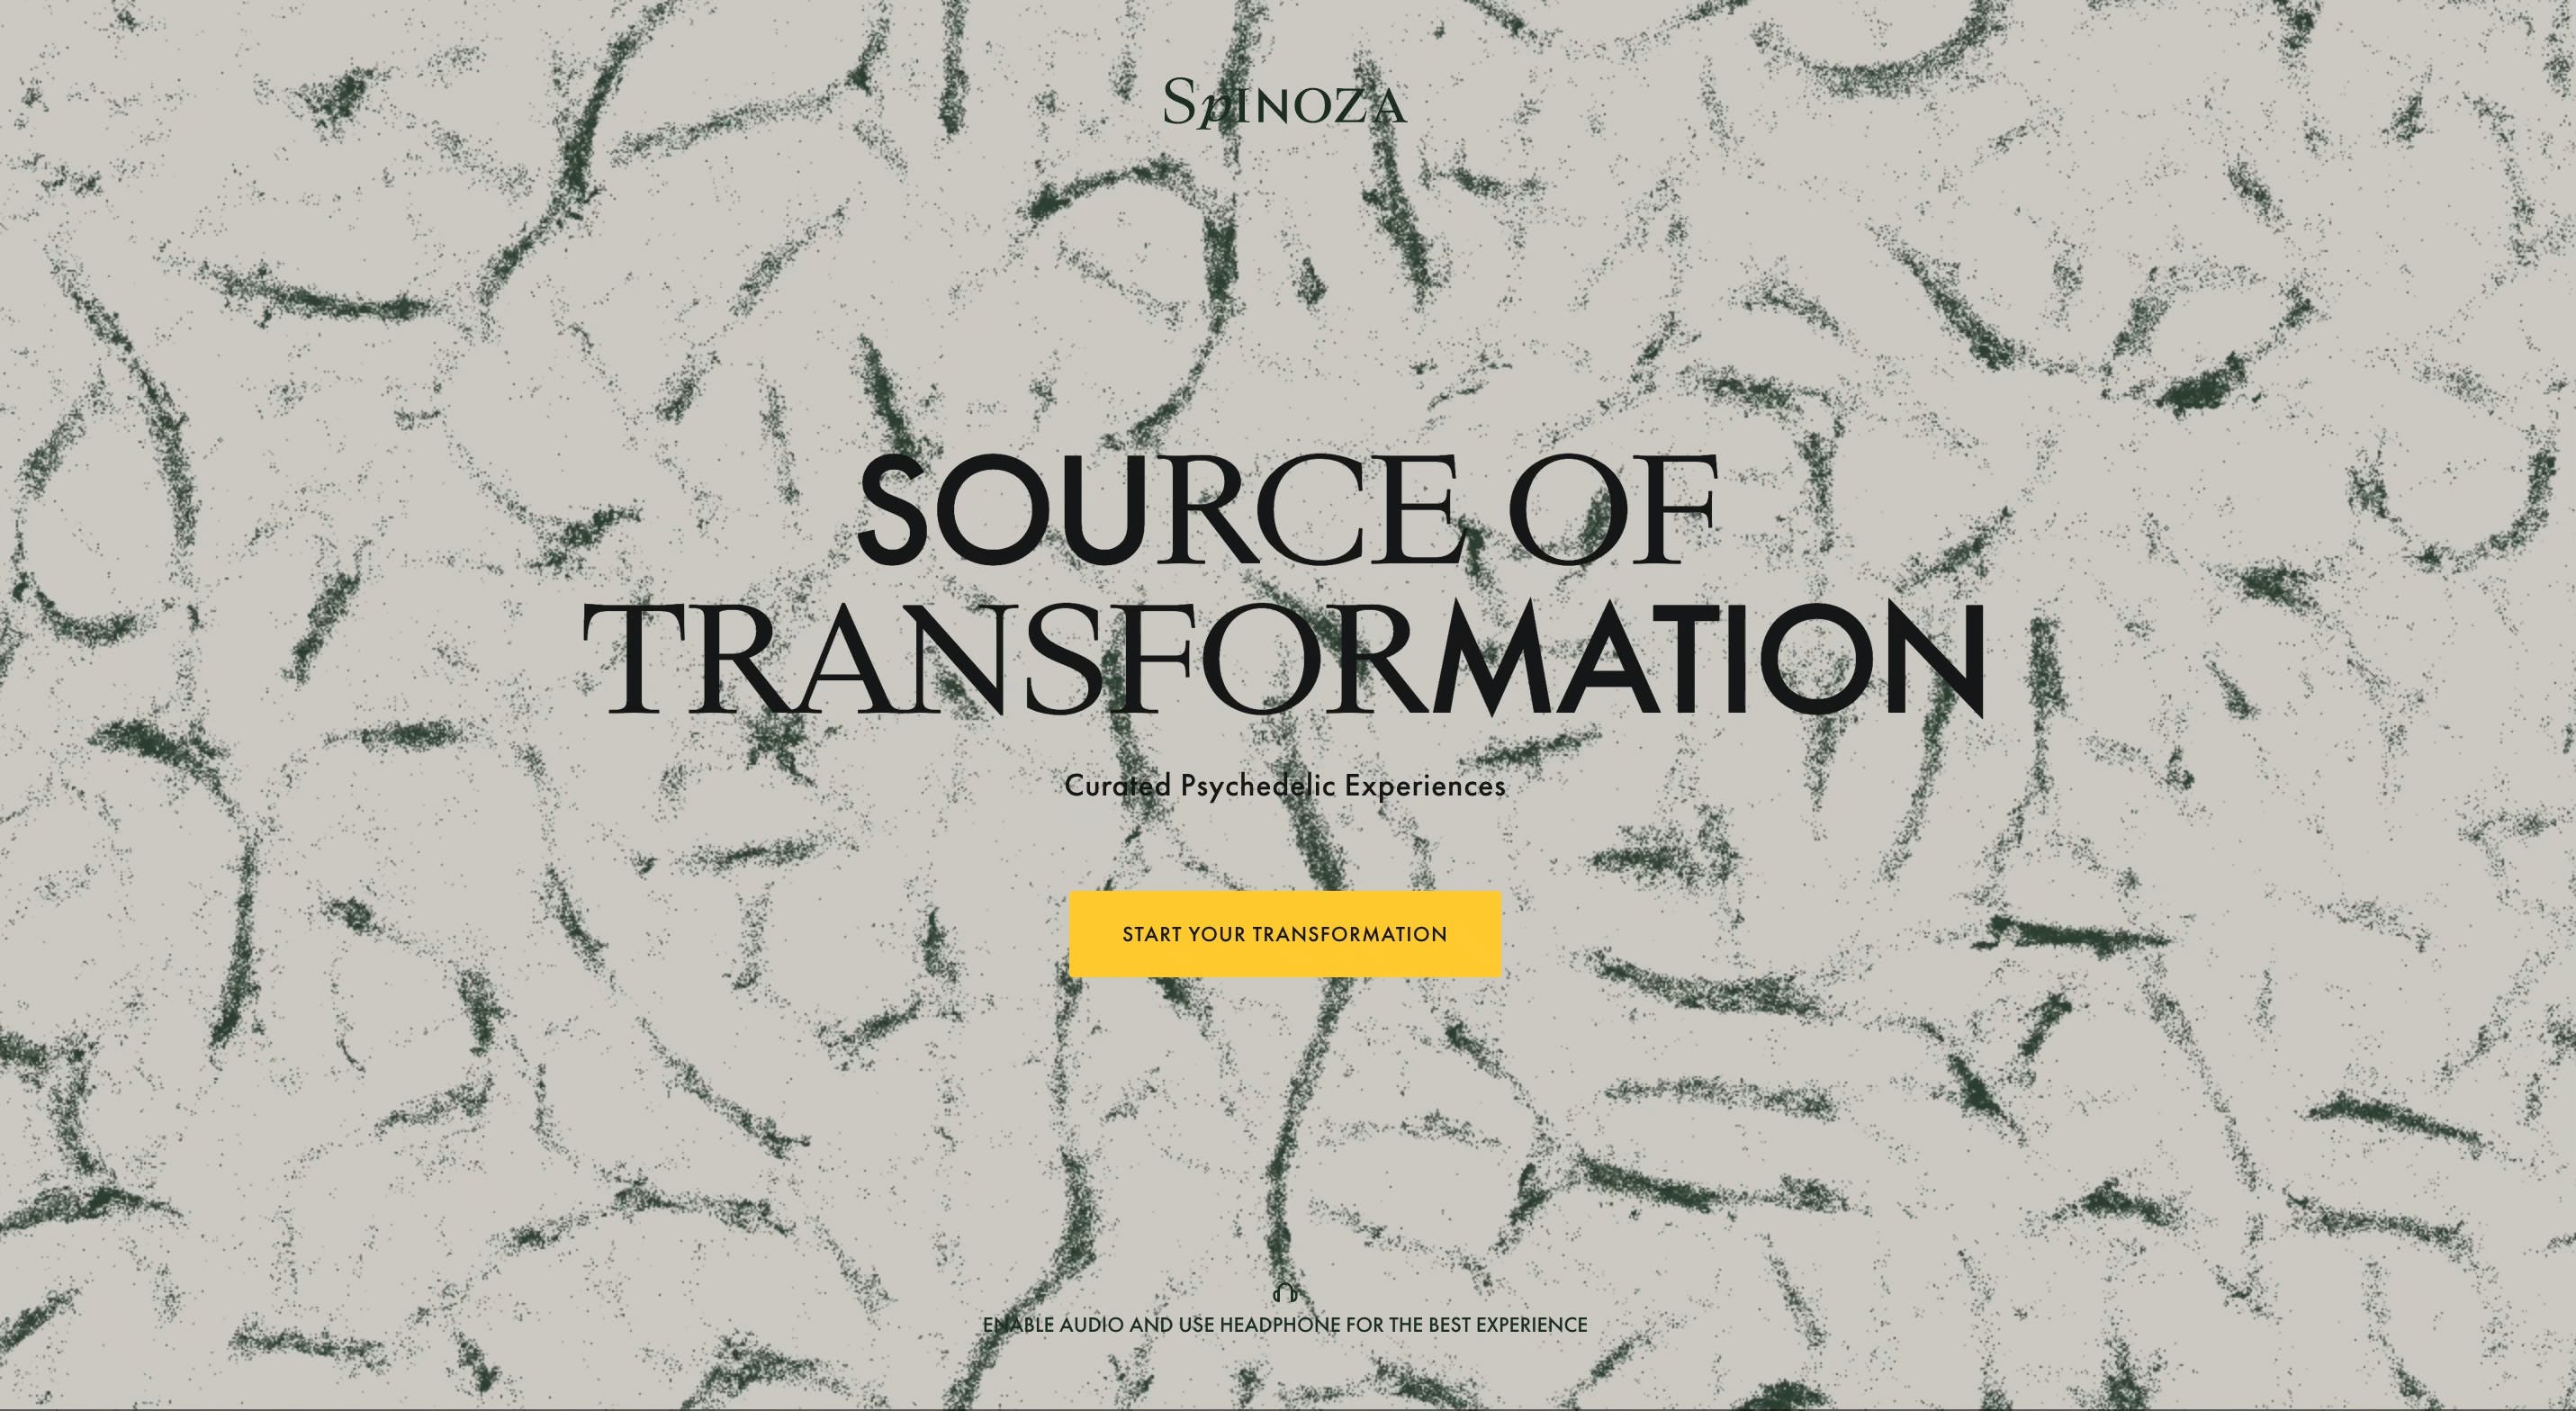 SpINOZA
SOURCE OF
TRANSFORMATION
Curated Psychedelic Experiences
START YOUR TRANSFORMATION
ENABLE AUDIO AND USE HEADPHONE FOR THE BEST EXPERIENCE